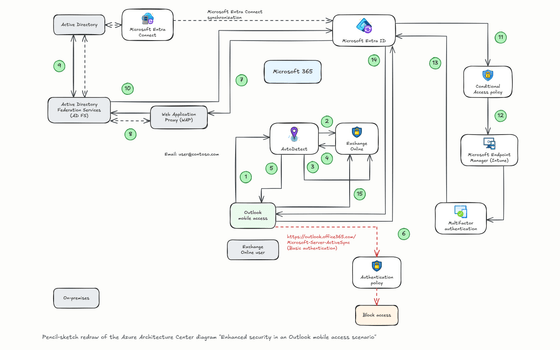 Active Directory
Microsoft Entra
Connect
Microsoft Entra Connect
synchronization
Microsoft Entra ID
11
14
13
9
10
7
Microsoft 365
Conditional
Access policy
Active Directory
Federation Services
(AD FS)
Web Application
Proxy (WAP)
8
12
2
AutoDetect
Exchange
Online
Microsoft Endpoint
Manager (Intune)
Email: user@contoso.com
3
4
5
1
15
Outlook
mobile access
Multifactor
authentication
6
https://outlook.office365.com/
Microsoft-Server-ActiveSync
(Basic authentication)
Exchange
Online user
Authentication
policy
On-premises
Block access
Pencil-sketch redraw of the Azure Architecture Center diagram "Enhanced security in an Outlook mobile access scenario"